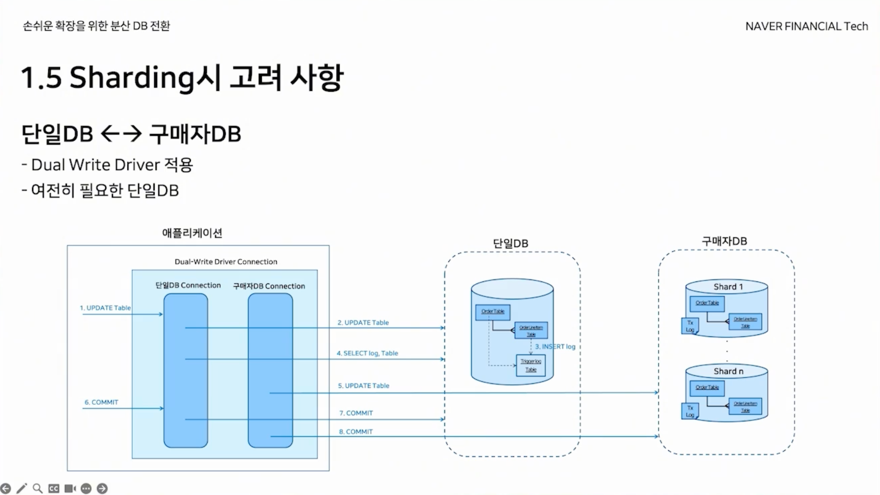 손쉬운 확장을 위한 분산 DB 전환
NAVER FINANCIAL Tech
1.5 Sharding시 고려 사항
단일DB ←→ 구매자DB
- Dual Write Driver 적용
- 여전히 필요한 단일DB
애플리케이션
단일DB
구매자DB
Dual-Write Driver Connection
단일DB Connection
구매자DB Connection
1. UPDATE Table
2. UPDATE Table
3. INSERT log
4. SELECT log, Table
5. UPDATE Table
6. COMMIT
7. COMMIT
8. COMMIT
OrderTable
OrderLineItem
Table
Triggerlog
Table
Shard 1
OrderTable
Tx
Log
OrderLineItem
Table
Shard n
OrderTable
Tx
Log
OrderLineItem
Table
CC